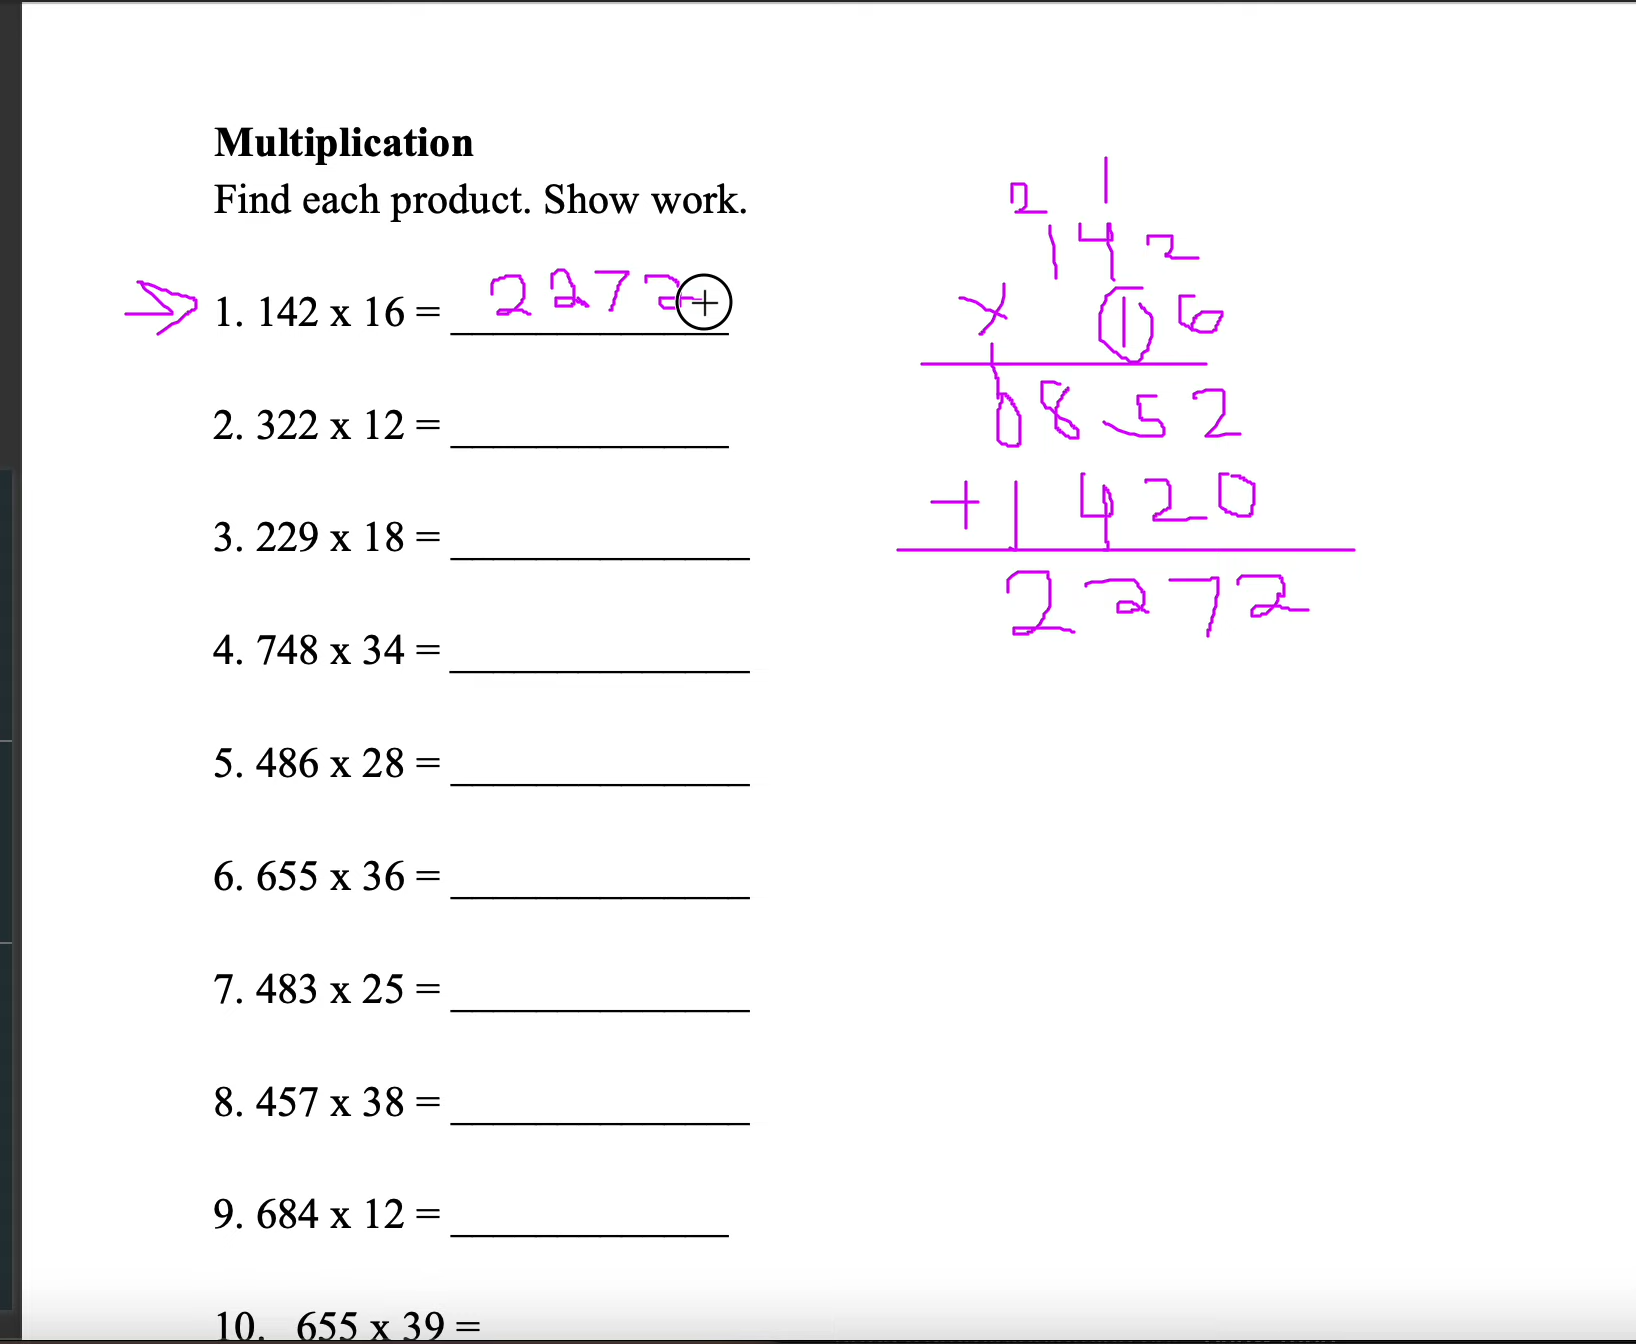 Multiplication
Find each product. Show work.
1. 142 x 16 = 2272
2. 322 x 12 =
3. 229 x 18 =
4. 748 x 34 =
5. 486 x 28 =
6. 655 x 36 =
7. 483 x 25 =
8. 457 x 38 =
9. 684 x 12 =
10. 655 x 39 =
2 1
142
x 16
1
0852
+1420
2272